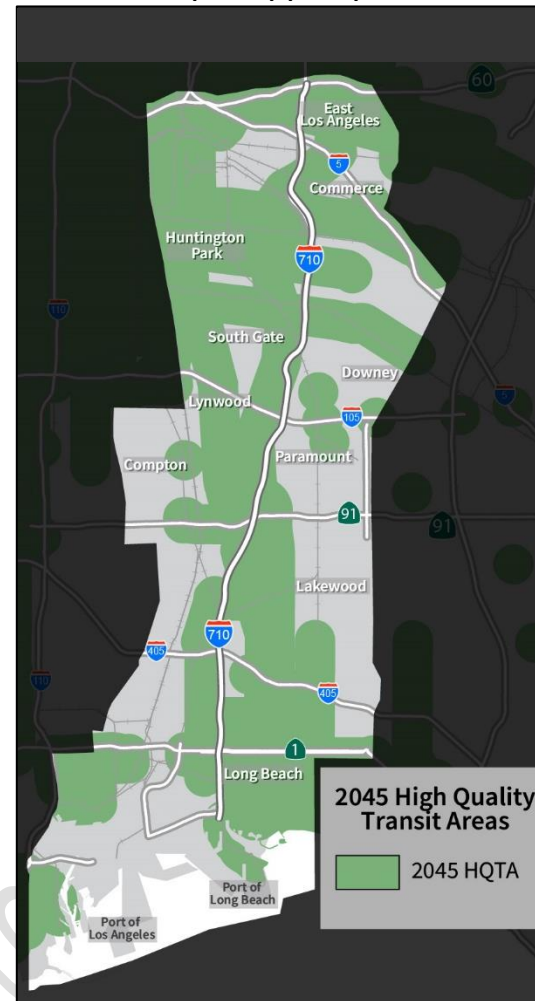 60
East
Los Angeles
5
Commerce
Huntington
Park
710
110
South Gate
Downey
5
Lynwood
105
Compton
Paramount
91
91
Lakewood
710
405
110
405
1
Long Beach
2045 High Quality
Transit Areas
2045 HQTA
Port of
Long Beach
Port of
Los Angeles